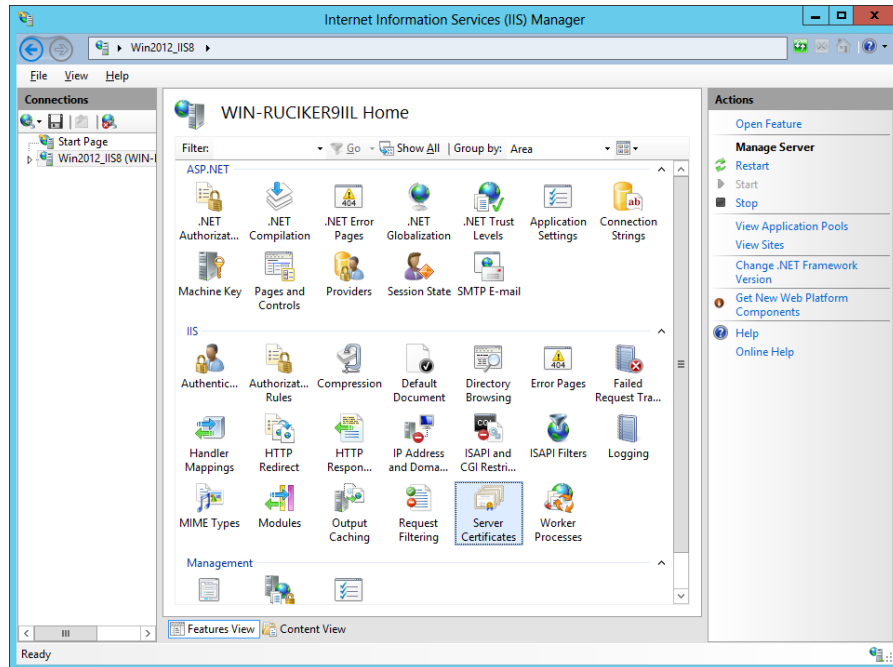 Internet Information Services (IIS) Manager
Win2012_IIS8
File View Help
Connections
Start Page
Win2012_IIS8 (WIN-
WIN-RUCIKER9IIL Home
Filter: Go Show All Group by: Area
ASP.NET
.NET Authorizat...
.NET Compilation
.NET Error Pages
.NET Globalization
.NET Trust Levels
Application Settings
Connection Strings
Machine Key
Pages and Controls
Providers
Session State
SMTP E-mail
IIS
Authentic...
Authorizat... Rules
Compression
Default Document
Directory Browsing
Error Pages
Failed Request Tra...
Handler Mappings
HTTP Redirect
HTTP Respon...
IP Address and Doma...
ISAPI and CGI Restri...
ISAPI Filters
Logging
MIME Types
Modules
Output Caching
Request Filtering
Server Certificates
Worker Processes
Management
Features View
Content View
Actions
Open Feature
Manage Server
Restart
Start
Stop
View Application Pools
View Sites
Change .NET Framework
Version
Get New Web Platform
Components
Help
Online Help
Ready